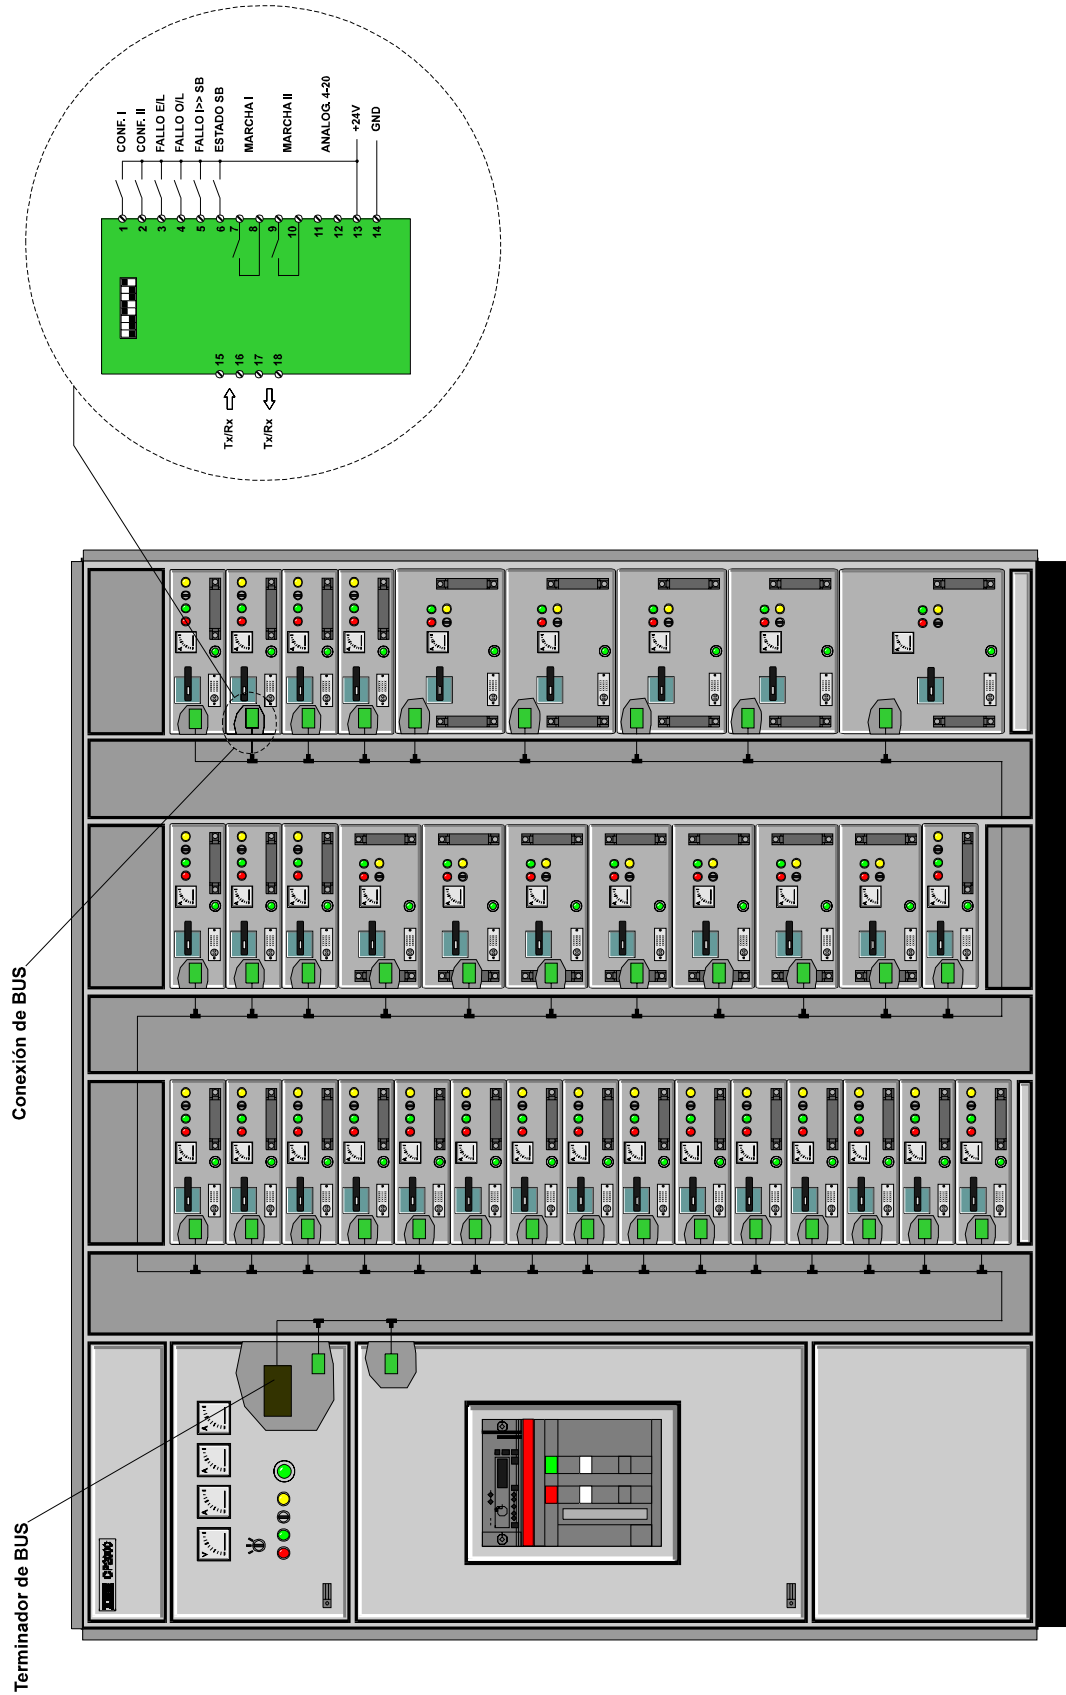 CONF. I
CONF. II
FALLO E/L
FALLO O/L
FALLO I>> SB
ESTADO SB
MARCHA I
MARCHA II
ANALOG. 4-20
+24V
GND
1
2
3
4
5
6
7
8
9
10
11
12
13
14
15
16
17
18
Tx/Rx
Tx/Rx
Conexión de BUS
Terminador de BUS
CP2000
A
A
A
V